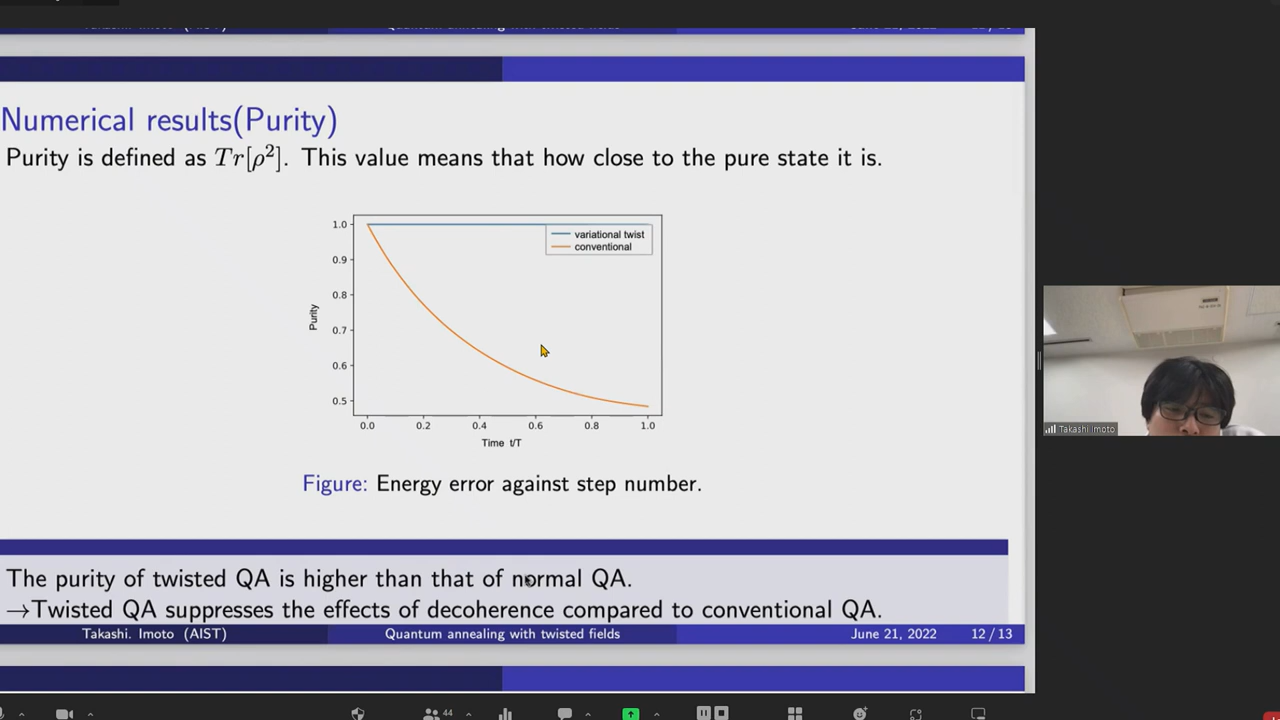 Numerical results(Purity)
Purity is defined as Tr[ρ²]. This value means that how close to the pure state it is.
1.0
0.9
0.8
0.7
0.6
0.5
Purity
variational twist
conventional
0.0 0.2 0.4 0.6 0.8 1.0
Time t/T
Figure: Energy error against step number.
The purity of twisted QA is higher than that of normal QA.
→Twisted QA suppresses the effects of decoherence compared to conventional QA.
Takashi. Imoto (AIST) Quantum annealing with twisted fields June 21, 2022 12 / 13
Takashi Imoto
44